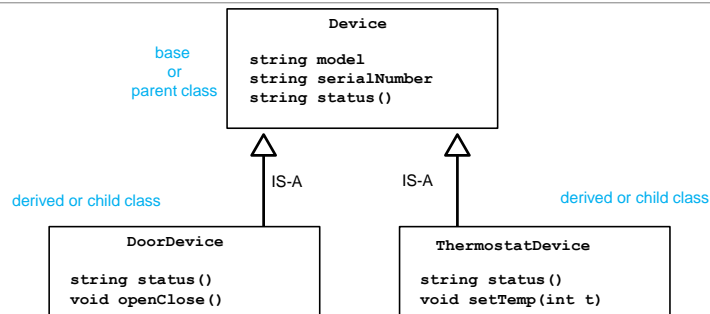 Device
string model
string serialNumber
string status()
base
or
parent class
IS-A
IS-A
derived or child class
derived or child class
DoorDevice
string status()
void openClose()
ThermostatDevice
string status()
void setTemp(int t)